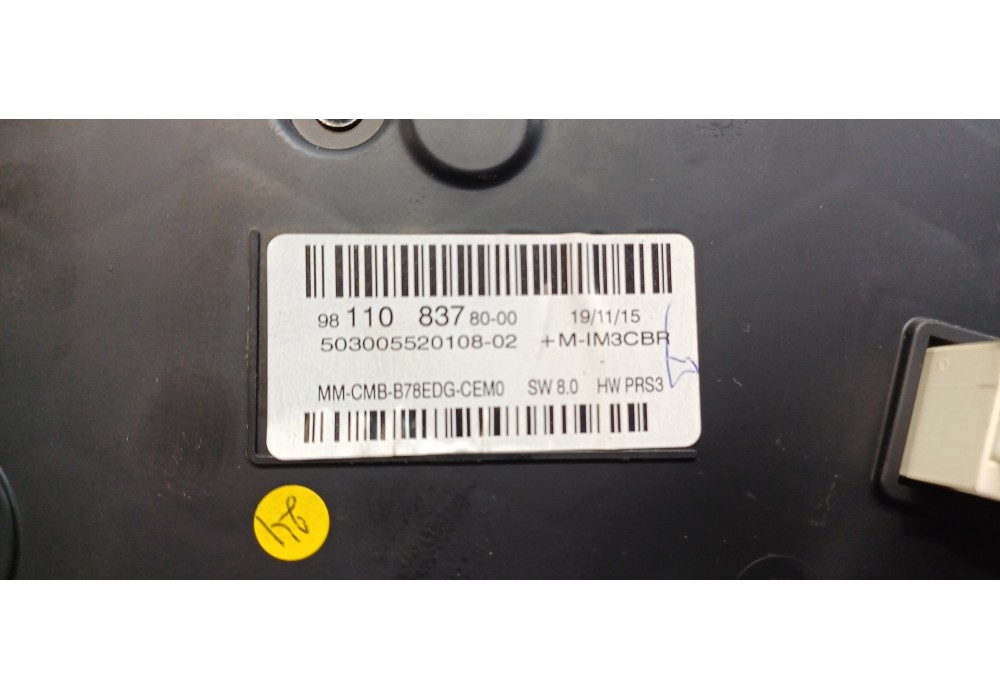 98 110 837 80-00 19/11/15
503005520108-02 +M-IM3CBR
MM-CMB-B78EDG-CEM0 SW 8.0 HW PRS3
24